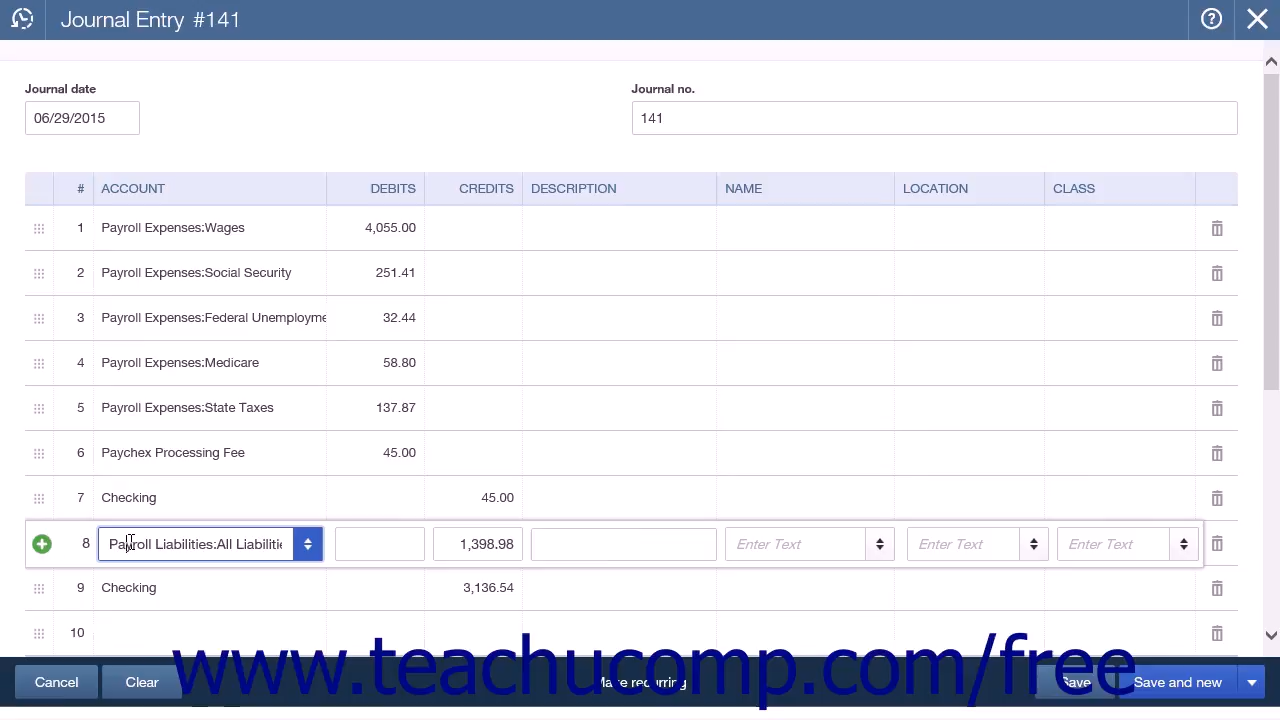 Journal Entry #141
Journal date
Journal no.
06/29/2015
141
# ACCOUNT DEBITS CREDITS DESCRIPTION NAME LOCATION CLASS
1 Payroll Expenses:Wages 4,055.00
2 Payroll Expenses:Social Security 251.41
3 Payroll Expenses:Federal Unemployme 32.44
4 Payroll Expenses:Medicare 58.80
5 Payroll Expenses:State Taxes 137.87
6 Paychex Processing Fee 45.00
7 Checking 45.00
8 Payroll Liabilities:All Liabilitie 1,398.98 Enter Text Enter Text Enter Text
9 Checking 3,136.54
10
www.teachucomp.com/free
Cancel Clear Make recurring Save Save and new